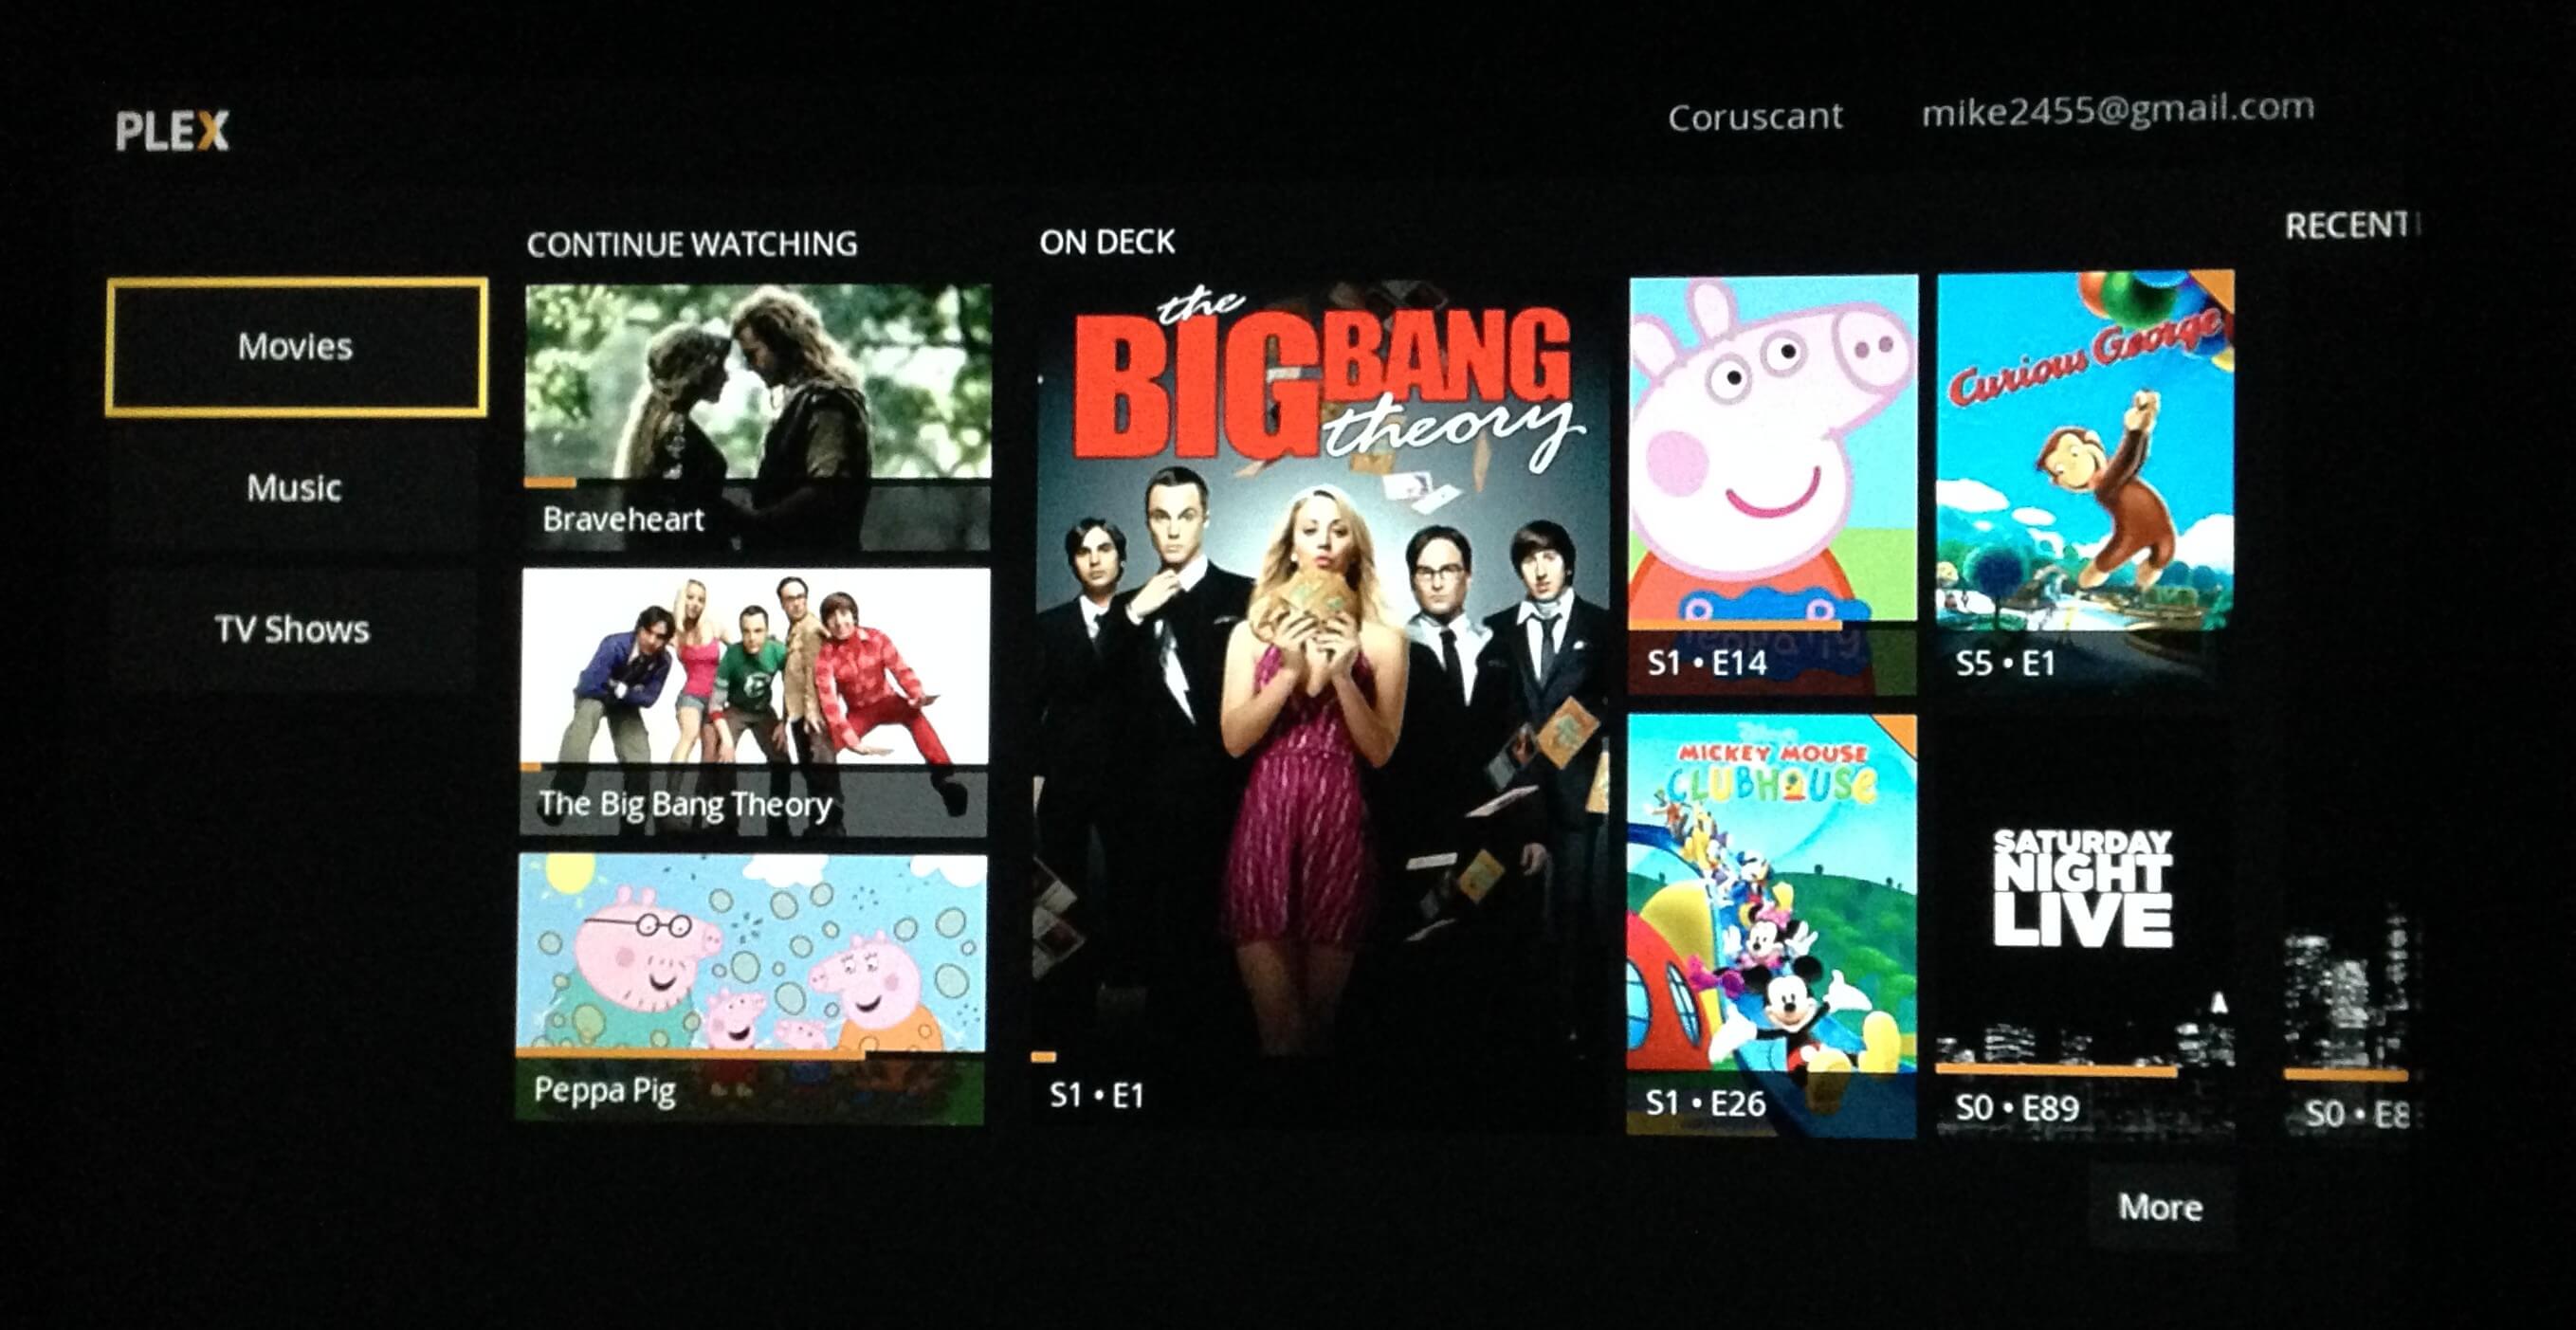 PLEX
Coruscant
mike2455@gmail.com
CONTINUE WATCHING
ON DECK
RECENT
Movies
Music
TV Shows
Braveheart
The Big Bang Theory
Peppa Pig
the
BIG BANG
theory
S1 • E1
S1 • E14
Curious George
S5 • E1
Disney
MICKEY MOUSE
CLUBHOUSE
S1 • E26
SATURDAY
NIGHT
LIVE
S0 • E89
S0 • E8
More